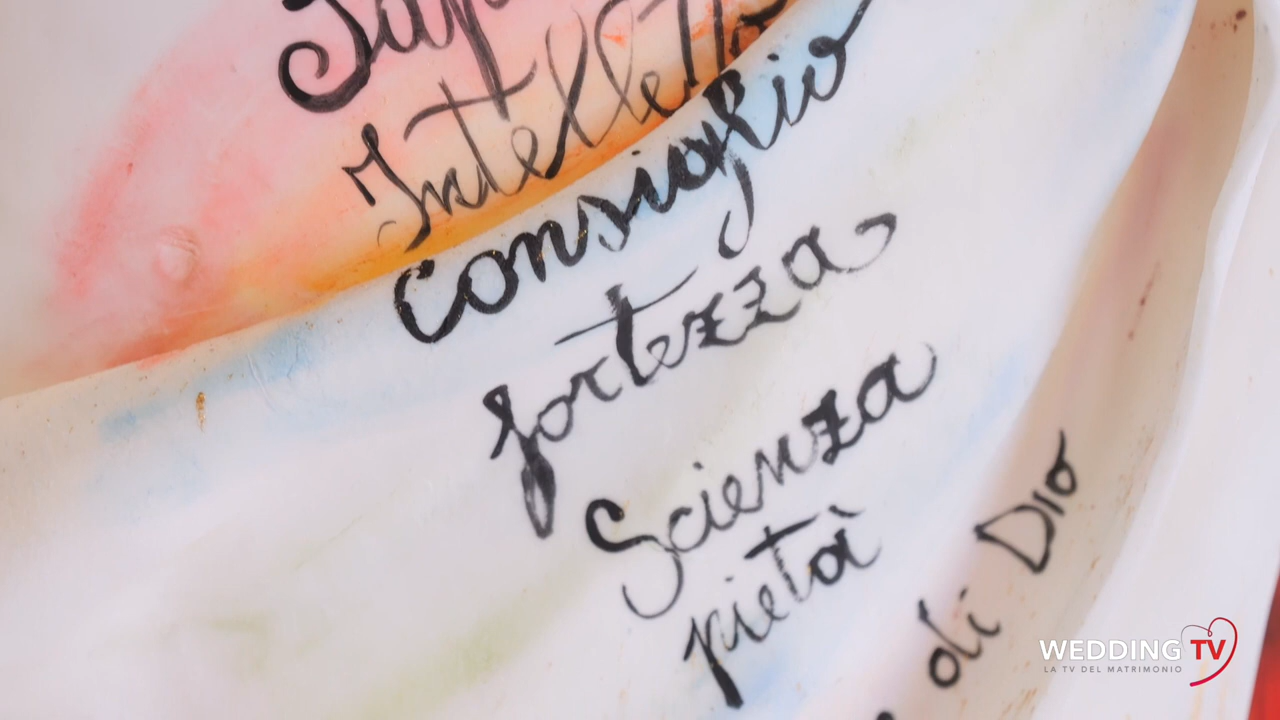 Intelletto
Consiglio
fortezza
Scienza
pietà
di Dio
WEDDING TV
LA TV DEL MATRIMONIO